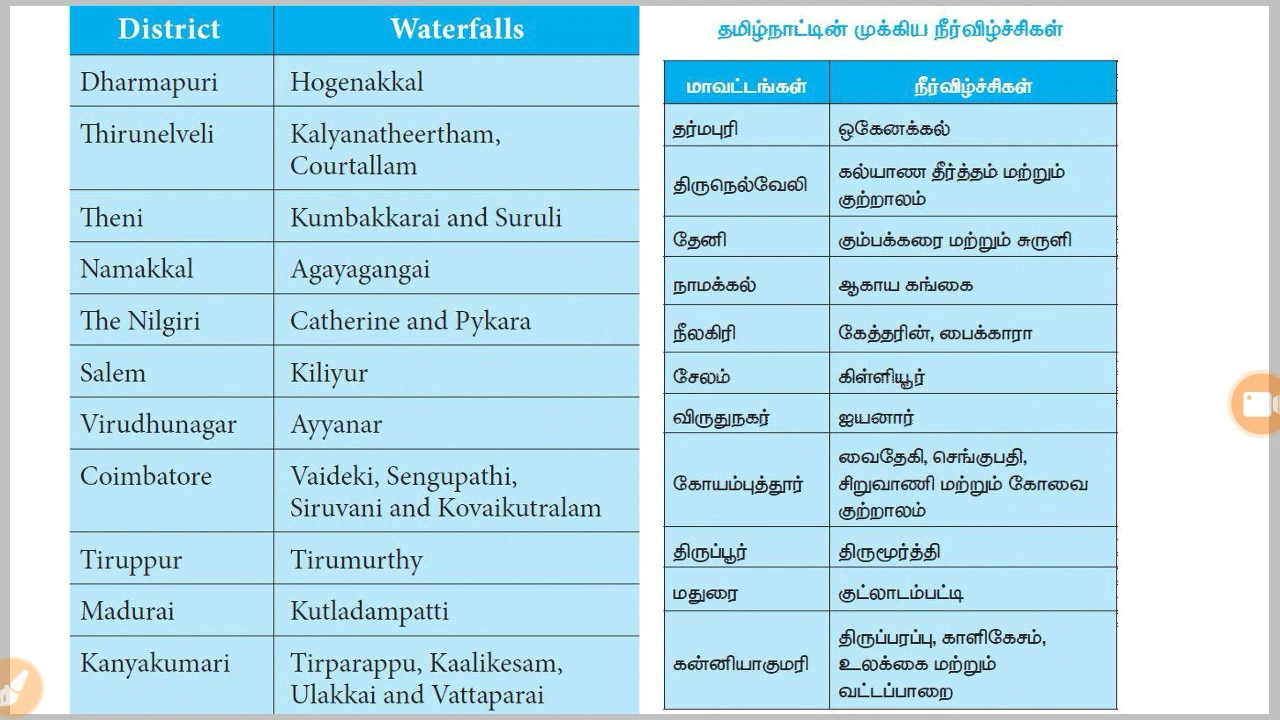 District Waterfalls
Dharmapuri Hogenakkal
Thirunelveli Kalyanatheertham,
Courtallam
Theni Kumbakkarai and Suruli
Namakkal Agayagangai
The Nilgiri Catherine and Pykara
Salem Kiliyur
Virudhunagar Ayyanar
Coimbatore Vaideki, Sengupathi,
Siruvani and Kovaikutralam
Tiruppur Tirumurthy
Madurai Kutladampatti
Kanyakumari Tirparappu, Kaalikesam,
Ulakkai and Vattaparai
தமிழ்நாட்டின் முக்கிய நீர்வீழ்ச்சிகள்
மாவட்டங்கள் நீர்வீழ்ச்சிகள்
தர்மபுரி ஒகேனக்கல்
திருநெல்வேலி கல்யாண தீர்த்தம் மற்றும்
குற்றாலம்
தேனி கும்பக்கரை மற்றும் சுருளி
நாமக்கல் ஆகாய கங்கை
நீலகிரி கேத்தரின், பைக்காரா
சேலம் கிள்ளியூர்
விருதுநகர் ஐயனார்
கோயம்புத்தூர் வைதேகி, செங்குபதி,
சிறுவாணி மற்றும் கோவை
குற்றாலம்
திருப்பூர் திருமூர்த்தி
மதுரை குட்லாடம்பட்டி
கன்னியாகுமரி திருப்பரப்பு, காளிகேசம்,
உலக்கை மற்றும்
வட்டப்பாறை